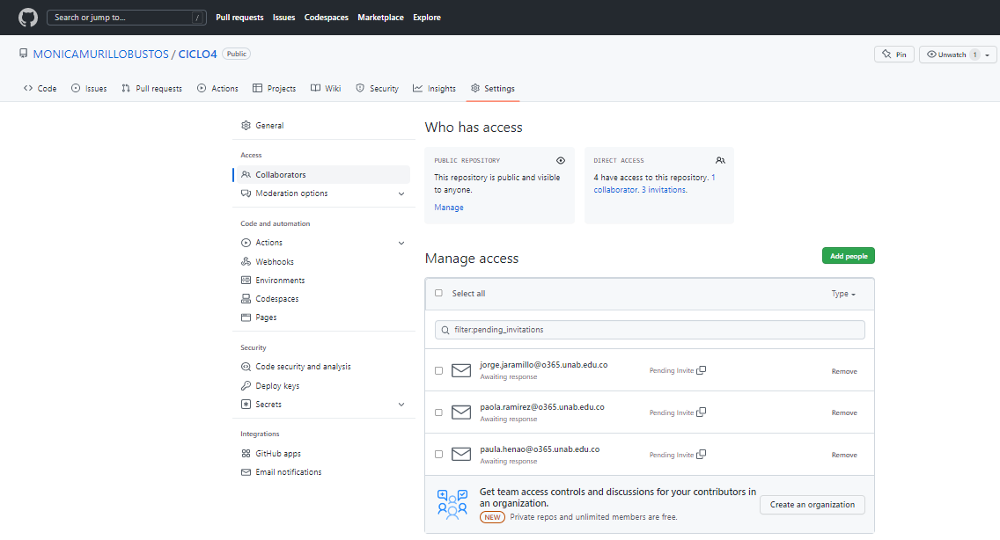 Search or jump to... /
Pull requests Issues Codespaces Marketplace Explore
MONICAMURILLOBUSTOS / CICLO4 Public
Pin Unwatch 1
Code Issues Pull requests Actions Projects Wiki Security Insights Settings
General
Access
Collaborators
Moderation options
Code and automation
Actions
Webhooks
Environments
Codespaces
Pages
Security
Code security and analysis
Deploy keys
Secrets
Integrations
GitHub apps
Email notifications
Who has access
PUBLIC REPOSITORY
This repository is public and visible
to anyone.
Manage
DIRECT ACCESS
4 have access to this repository. 1
collaborator. 3 invitations.
Manage access
Add people
Select all Type
filter:pending_invitations
jorge.jaramillo@o365.unab.edu.co
Awaiting response
Pending Invite Remove
paola.ramirez@o365.unab.edu.co
Awaiting response
Pending Invite Remove
paula.henao@o365.unab.edu.co
Awaiting response
Pending Invite Remove
Get team access controls and discussions for your contributors in
an organization.
NEW Private repos and unlimited members are free.
Create an organization